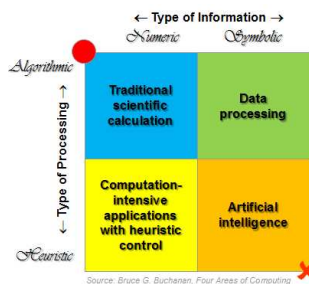 ← Type of Information →
Numeric Symbolic
Algorithmic
← Type of Processing →
Heuristic
Traditional
scientific
calculation
Data
processing
Computation-
intensive
applications
with heuristic
control
Artificial
intelligence
Source: Bruce G. Buchanan, Four Areas of Computing